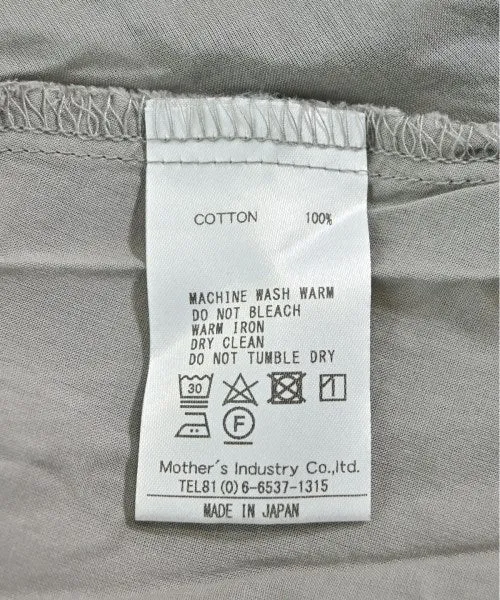 COTTON 100%
MACHINE WASH WARM
DO NOT BLEACH
WARM IRON
DRY CLEAN
DO NOT TUMBLE DRY
30
F
Mother's Industry Co.,ltd.
TEL81(0)6-6537-1315
MADE IN JAPAN